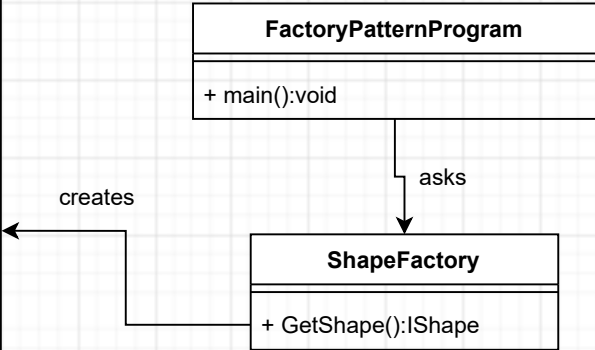 FactoryPatternProgram
+ main():void
asks
creates
ShapeFactory
+ GetShape():IShape